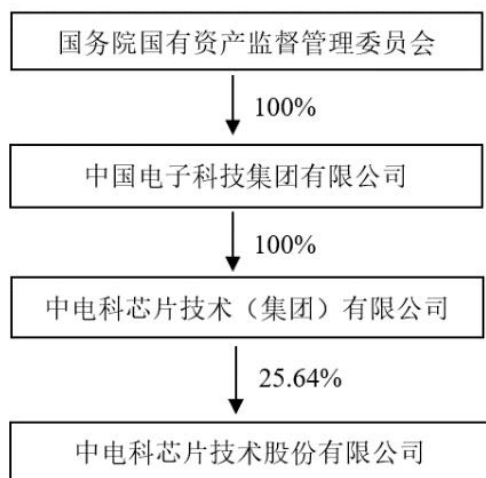 国务院国有资产监督管理委员会
100%
中国电子科技集团有限公司
100%
中电科芯片技术（集团）有限公司
25.64%
中电科芯片技术股份有限公司